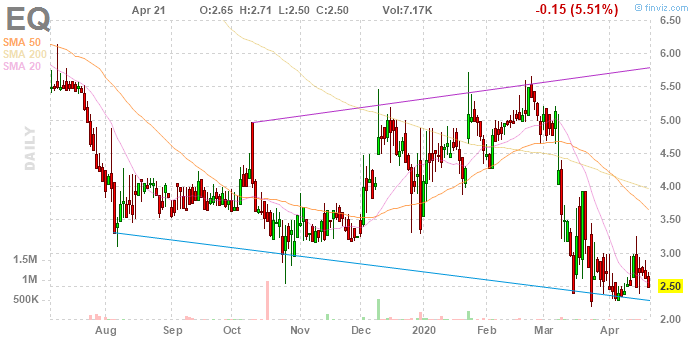 © finviz.com
EQ
Apr 21
O:2.65 H:2.71 L:2.50 C:2.50
Vol:7.17K
-0.15 (5.51%)
SMA 50
SMA 200
SMA 20
DAILY
6.50
6.00
5.50
5.00
4.50
4.00
3.50
3.00
2.50
2.00
1.5M
1M
500K
Aug Sep Oct Nov Dec 2020 Feb Mar Apr